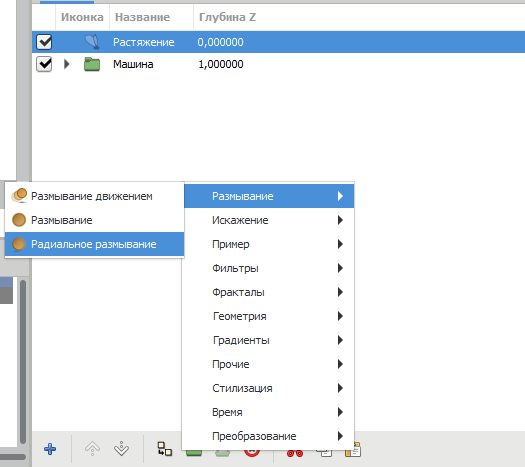 Иконка Название Глубина Z
Растяжение 0,000000
Машина 1,000000
Размывание движением
Размывание
Радиальное размывание
Размывание
Искажение
Пример
Фильтры
Фракталы
Геометрия
Градиенты
Прочие
Стилизация
Время
Преобразование